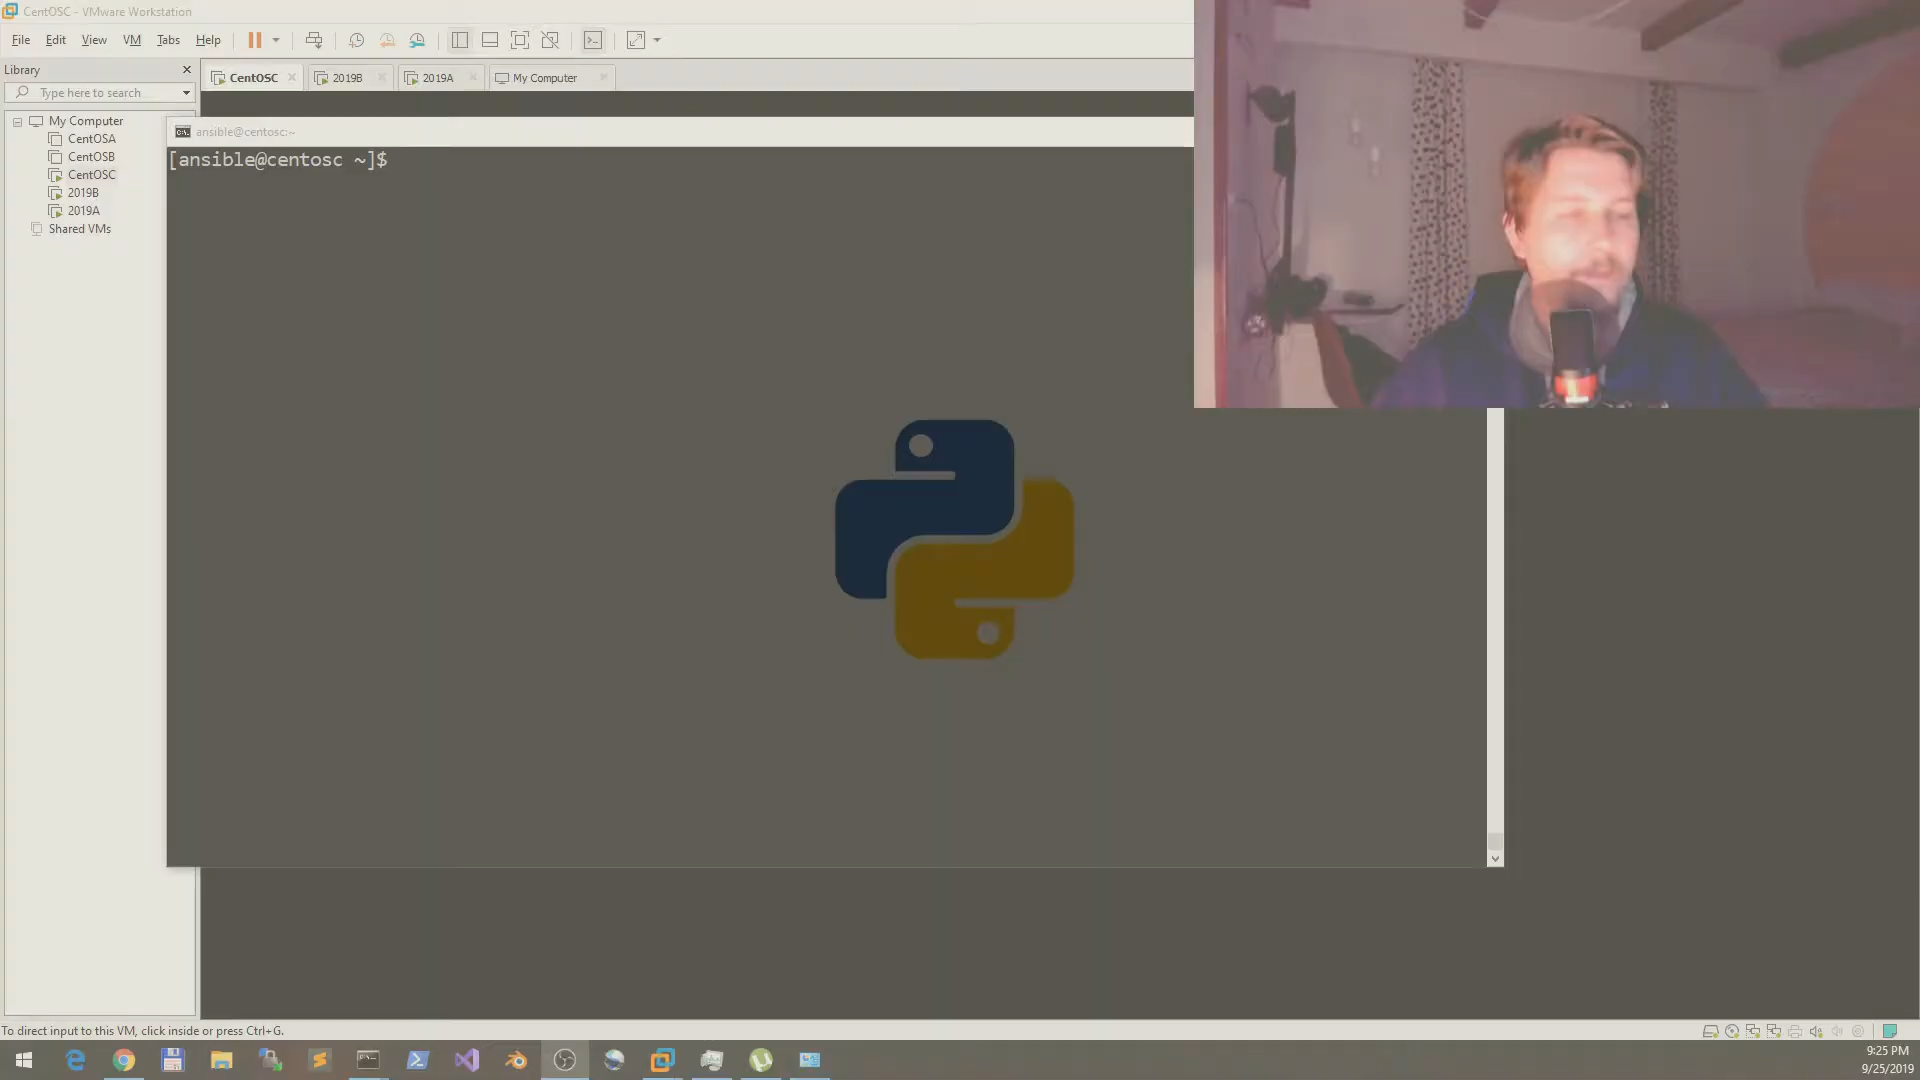 CentOSC - VMware Workstation
File Edit View VM Tabs Help
Library
Type here to search
CentOSC 2019B 2019A My Computer
My Computer
CentOSA
CentOSB
CentOSC
2019B
2019A
Shared VMs
ansible@centosc:~
[ansible@centosc ~]$
To direct input to this VM, click inside or press Ctrl+G.
9:25 PM
9/25/2019